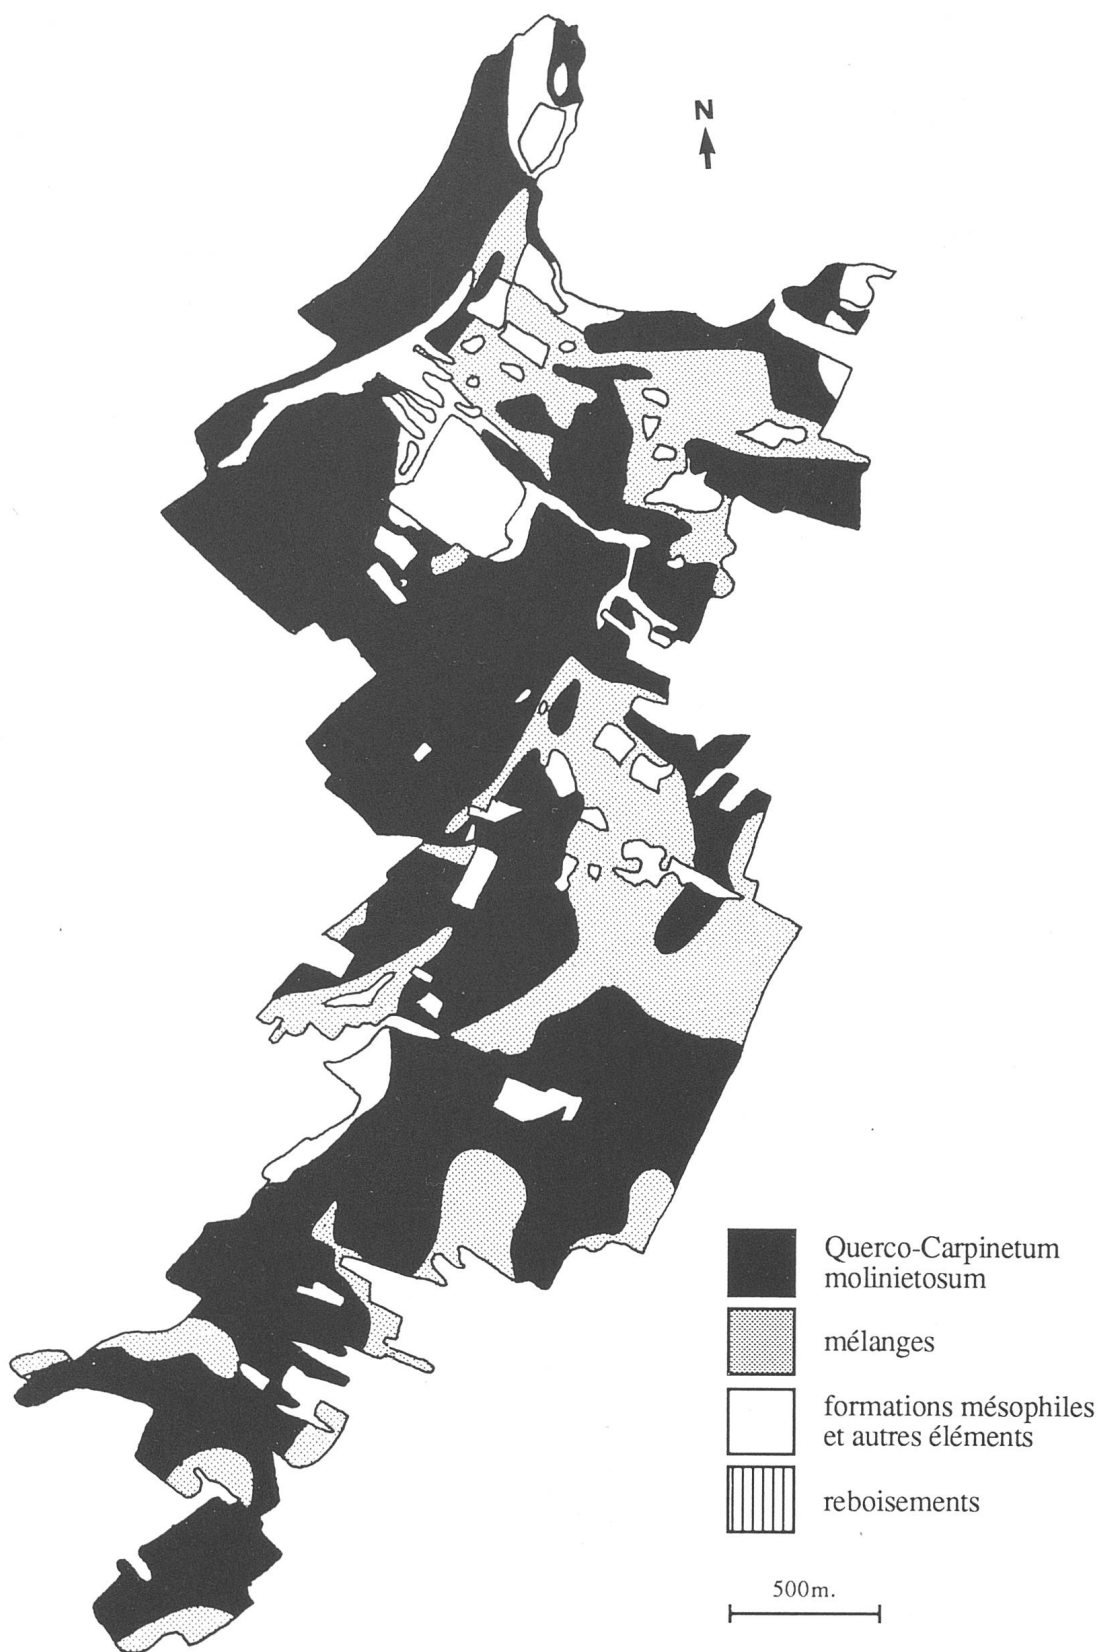 N
Querco-Carpinetum
molinietosum
mélanges
formations mésophiles
et autres éléments
reboisements
500m.